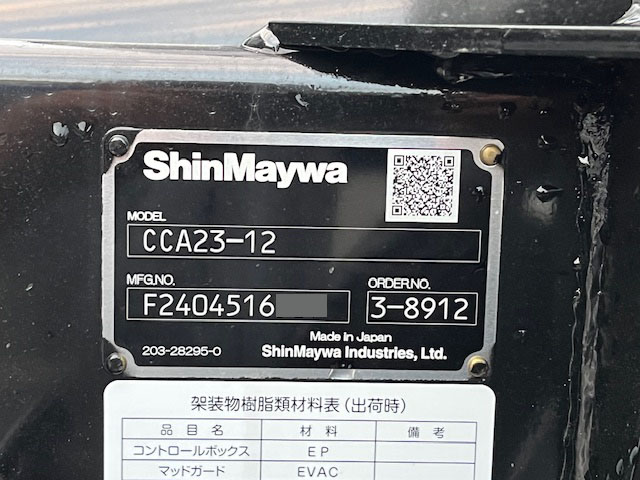 ShinMaywa
MODEL
CCA23-12
MFG.NO. ORDER.NO.
F2404516 3-8912
Made in Japan
203-28295-0 ShinMaywa Industries, Ltd.
架装物樹脂類材料表（出荷時）
品目名 材料 備考
コントロールボックス EP
マッドガード EVAC